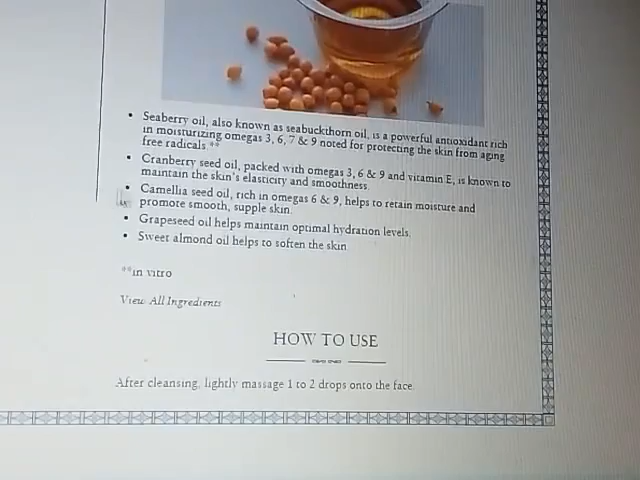 • Seaberry oil, also known as seabuckthorn oil, is a powerful antioxidant rich
in moisturizing omegas 3, 6, 7 & 9 noted for protecting the skin from aging
free radicals.**
• Cranberry seed oil, packed with omegas 3, 6 & 9 and vitamin E, is known to
maintain the skin's elasticity and smoothness.
• Camellia seed oil, rich in omegas 6 & 9, helps to retain moisture and
promote smooth, supple skin.
• Grapeseed oil helps maintain optimal hydration levels.
• Sweet almond oil helps to soften the skin
**in vitro
View All Ingredients
HOW TO USE
After cleansing, lightly massage 1 to 2 drops onto the face.